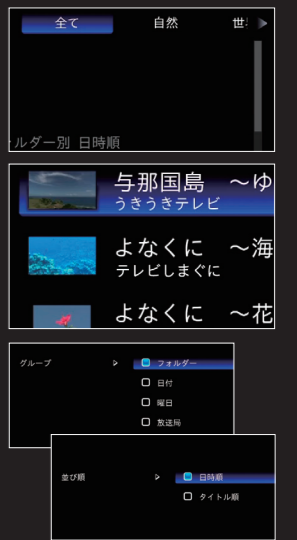 全て 自然 世
ルダー別 日時順
与那国島 ～ゆ
うきうきテレビ
よなくに ～海
テレビしまぐに
よなくに ～花
グループ
フォルダー
日付
曜日
放送局
並び順
日時順
タイトル順